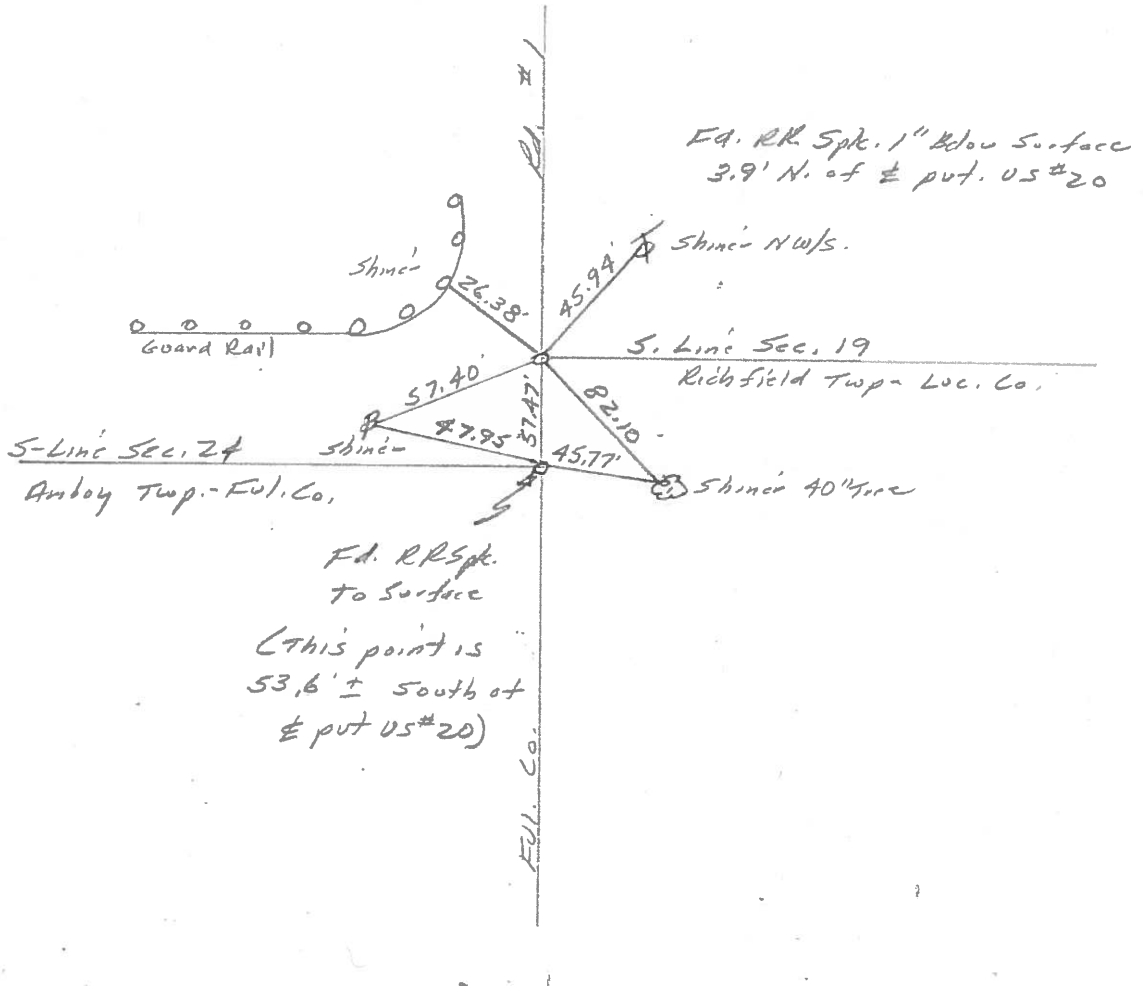 Rd. # 1
Fd. RR. Spk. 1" Below Surface
3.9' N. of ℄ pvt. US #20
Shiner NW/S.
Shiner
26.38'
45.94'
Guard Rail
S. Line Sec. 19
Richfield Twp - Luc. Co.
57.40'
57.47'
82.10
47.95'
45.77'
S-Line Sec. 24
Shiner
Shiner 40" Tree
Amboy Twp. - Ful. Co.
Fd. RR Spk.
to Surface
(This point is
53.6' ± South of
℄ pvt US #20)
Ful. Co.